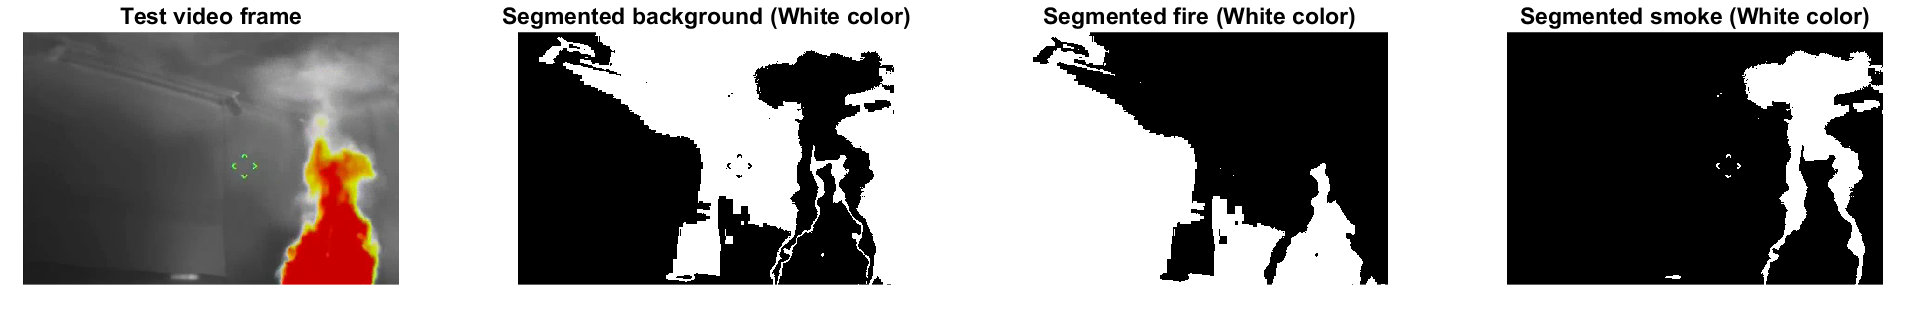 Test video frame
Segmented background (White color)
Segmented fire (White color)
Segmented smoke (White color)